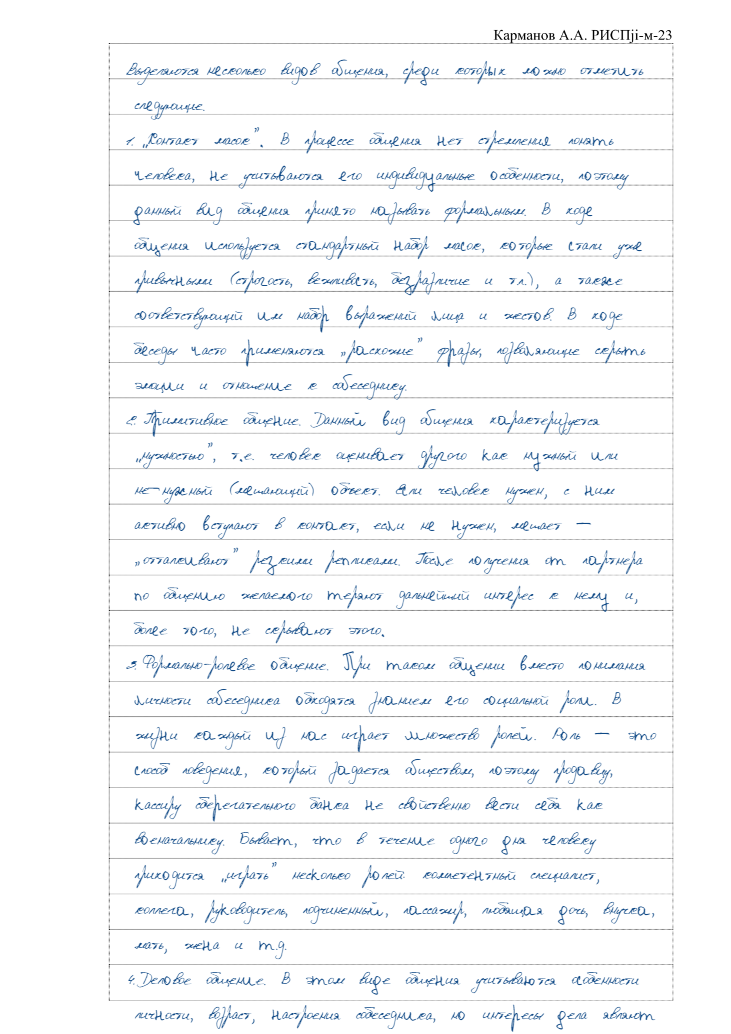 Карманов А.А. РИСПji-м-23
Выделяются несколько видов общения, среди которых можно отметить
следующие.
1. „Контакт масок”. В процессе общения нет стремления понять
человека, не учитываются его индивидуальные особенности, поэтому
данный вид общения принято называть формальным. В ходе
общения используется стандартный набор масок, которые стали уже
привычными (строгость, вежливость, безразличие и т.п.), а также
соответствующий им набор выражений лица и жестов. В ходе
беседы часто применяются „расхожие” фразы, позволяющие скрыть
эмоции и отношение к собеседнику.
2. Примитивное общение. Данный вид общения характеризуется
„нужностью”, т.е. человек оценивает другого как нужный или
не-нужный (мешающий) объект. Если человек нужен, с ним
активно вступают в контакт, если не нужен, мешает —
„отталкивают” резкими репликами. После получения от партнера
по общению желаемого теряют дальнейший интерес к нему и,
более того, не скрывают этого.
3. Формально-ролевое общение. При таком общении вместо понимания
личности собеседника обходятся знанием его социальной роли. В
жизни каждый из нас играет множество ролей. Роль — это
способ поведения, который задается обществом, поэтому продавцу,
кассиру сберегательного банка не свойственно вести себя как
военачальнику. Бывает, что в течение одного дня человеку
приходится „играть” несколько ролей компетентный специалист,
коллега, руководитель, подчиненный, пассажир, любящая дочь, внучка,
мать, жена и т.д.
4. Деловое общение. В этом виде общения учитываются особенности
личности, возраст, настроения собеседника, но интересы дела являют